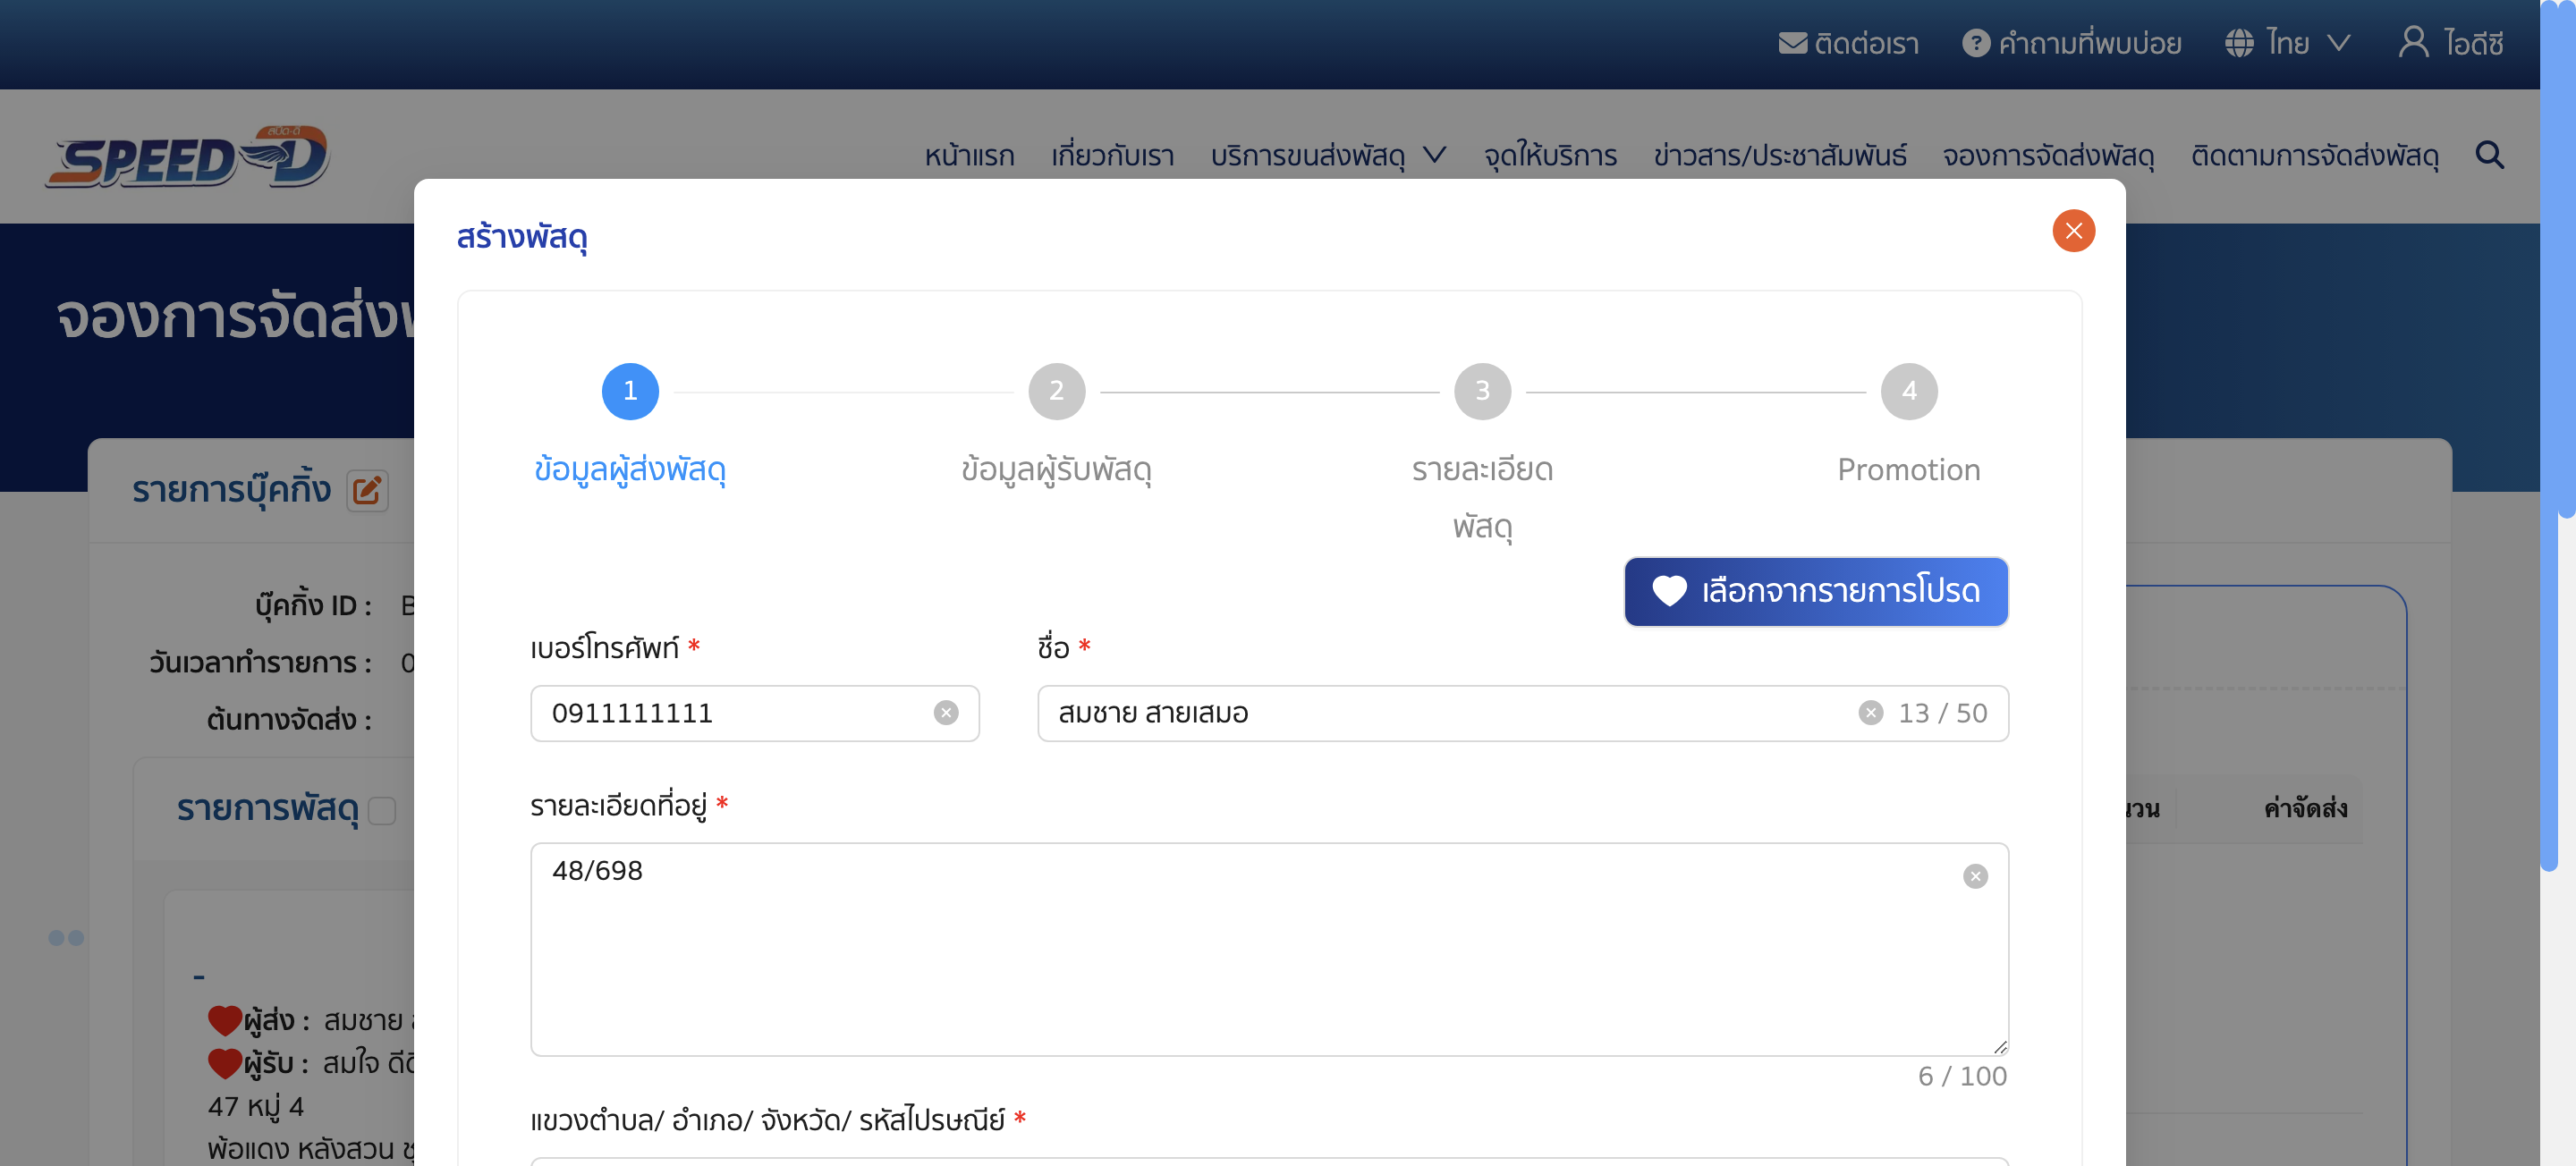 ติดต่อเรา คำถามที่พบบ่อย ไทย ไอดีซี
สปีด-ดี
SPEED-D
หน้าแรก เกี่ยวกับเรา บริการขนส่งพัสดุ จุดให้บริการ ข่าวสาร/ประชาสัมพันธ์ จองการจัดส่งพัสดุ ติดตามการจัดส่งพัสดุ
สร้างพัสดุ
จองการจัดส่ง
1 2 3 4
ข้อมูลผู้ส่งพัสดุ ข้อมูลผู้รับพัสดุ รายละเอียด Promotion
พัสดุ
รายการบุ๊คกิ้ง
เลือกจากรายการโปรด
บุ๊คกิ้ง ID :
เบอร์โทรศัพท์ * ชื่อ *
วันเวลาทำรายการ : 0
0911111111 สมชาย สายเสมอ 13 / 50
ต้นทางจัดส่ง :
รายการพัสดุ
รายละเอียดที่อยู่ *
ค่าจัดส่ง
48/698
-
ผู้ส่ง : สมชาย
ผู้รับ : สมใจ
6 / 100
47 หมู่ 4
แขวงตำบล/ อำเภอ/ จังหวัด/ รหัสไปรษณีย์ *
พ้อแดง หลังสวน